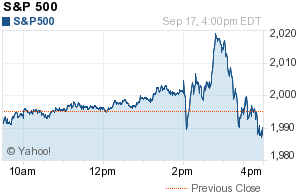 S&P 500
Sep 17, 4:00pm EDT
S&P500
2,020
2,010
2,000
1,990
1,980
© Yahoo!
10am 12pm 2pm 4pm
Previous Close